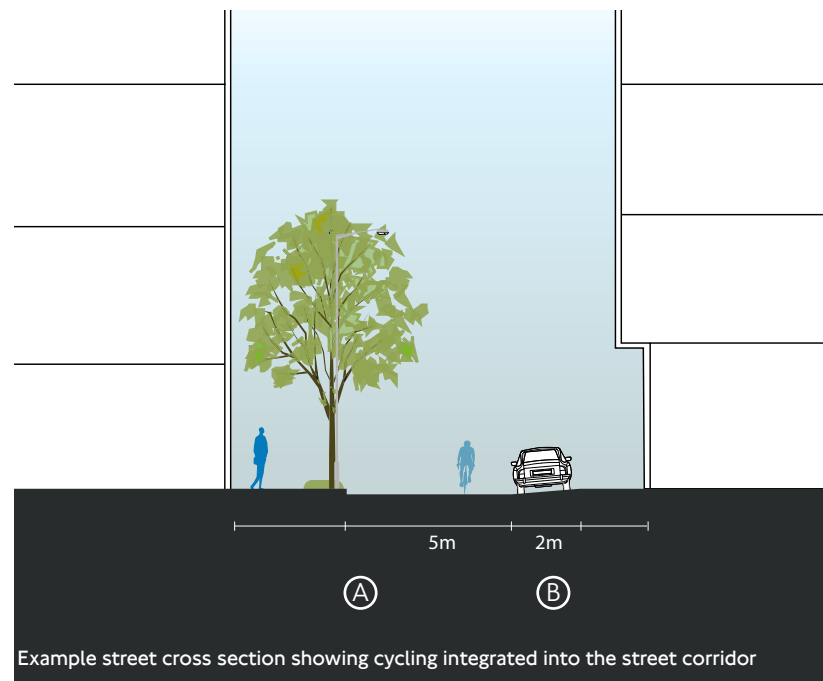 5m 2m
A B
Example street cross section showing cycling integrated into the street corridor